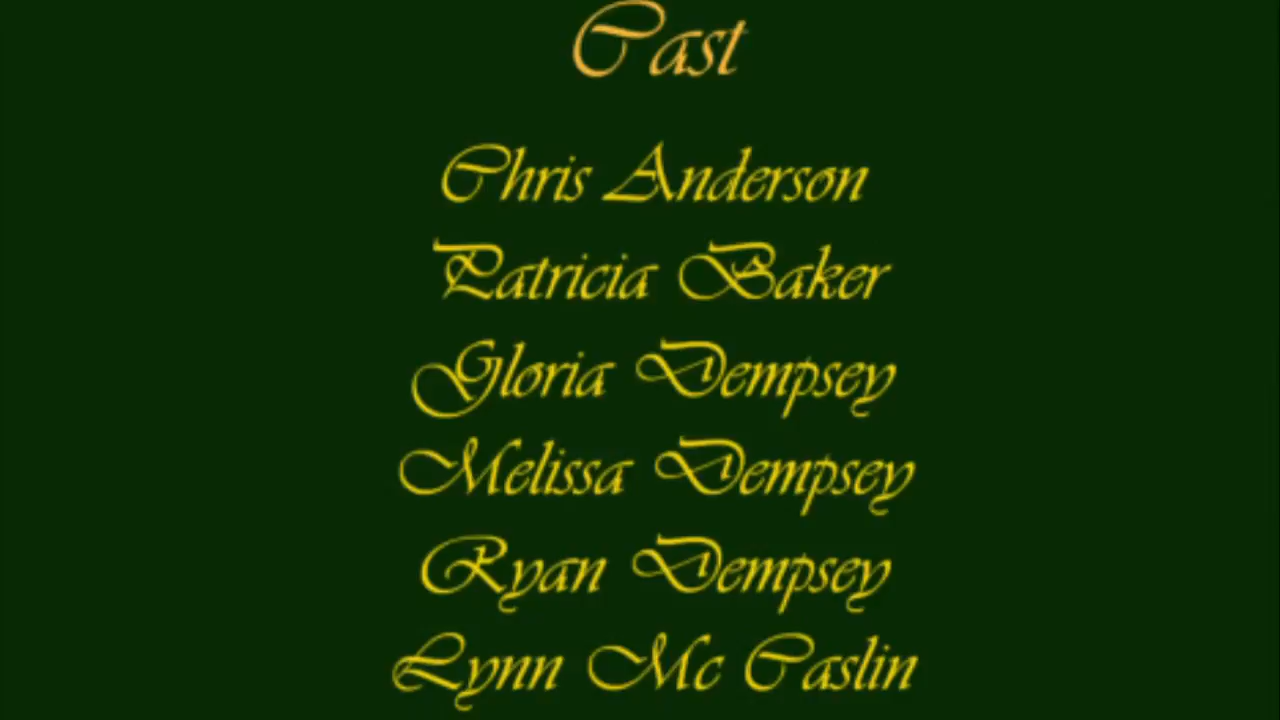 Cast
Chris Anderson
Patricia Baker
Gloria Dempsey
Melissa Dempsey
Ryan Dempsey
Lynn Mc Caslin